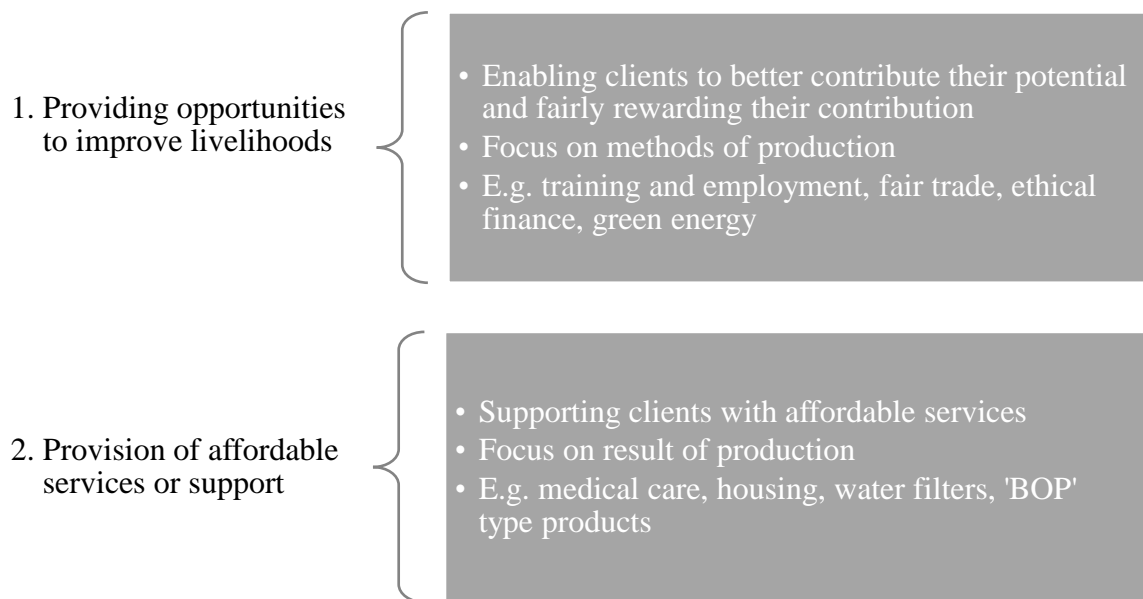 1. Providing opportunities
to improve livelihoods
• Enabling clients to better contribute their potential
and fairly rewarding their contribution
• Focus on methods of production
• E.g. training and employment, fair trade, ethical
finance, green energy
2. Provision of affordable
services or support
• Supporting clients with affordable services
• Focus on result of production
• E.g. medical care, housing, water filters, 'BOP'
type products